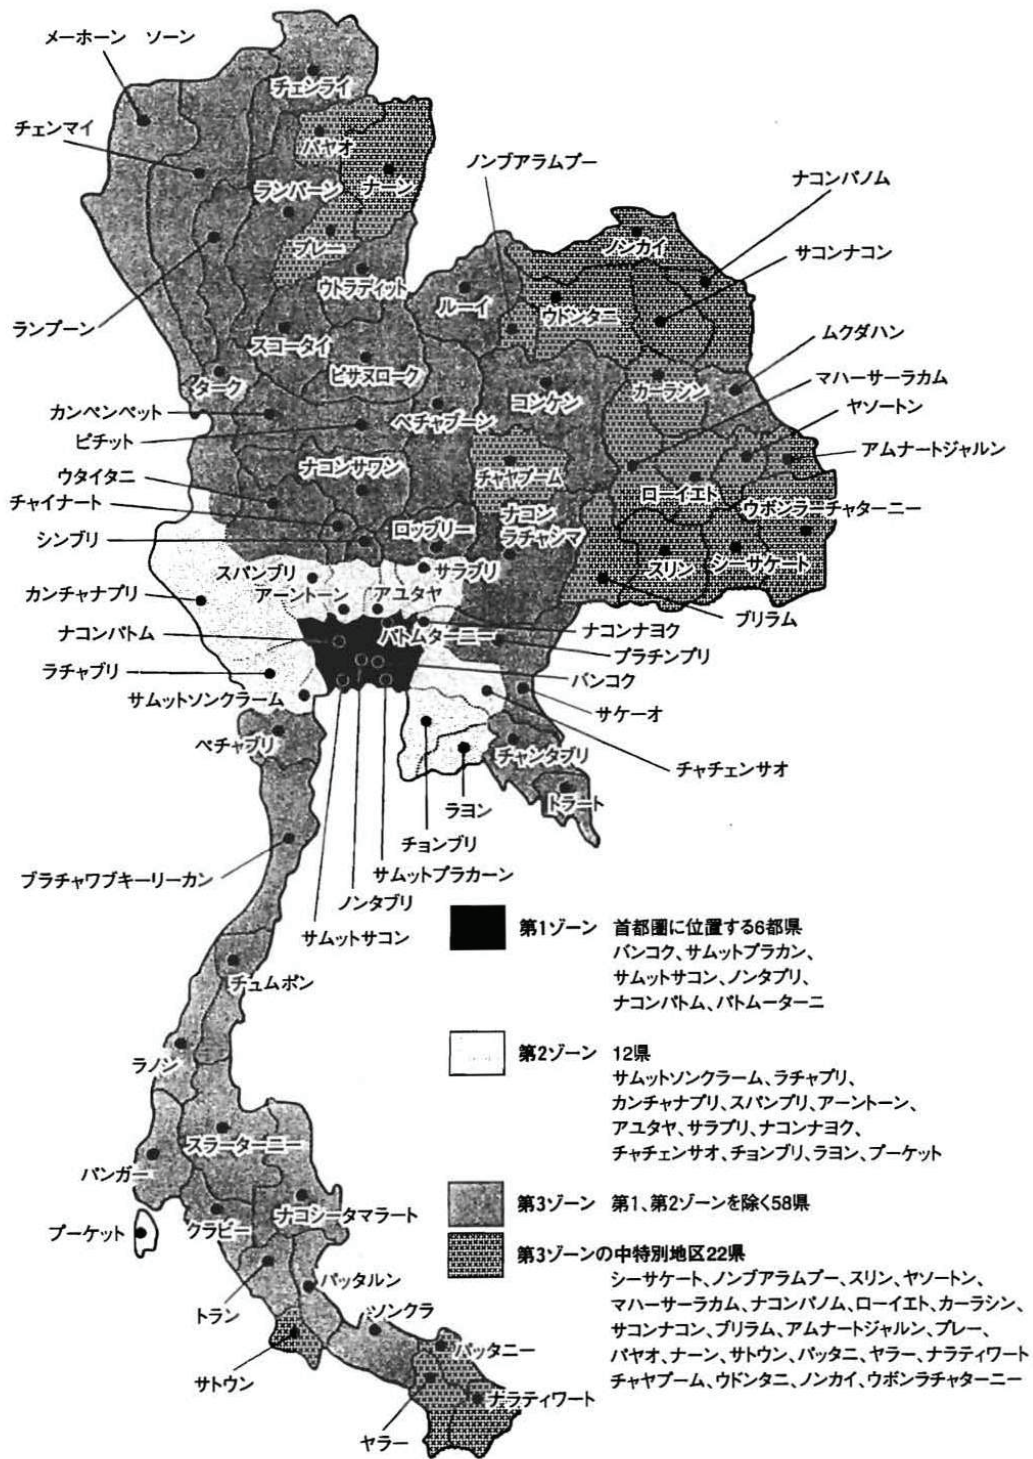 メーホーン ソーン
チェンライ
チェンマイ
パヤオ
ナーン
ノンブアラムプー
ナコンパノム
ランパーン
ノンカイ
プレー
サコンナコン
ウトラディット
ルーイ
ウドンタニ
ランプーン
スコータイ
ムクダハン
ターク
ピサヌローク
カーラシン
マハーサーラカム
カンペンペット
ペチャブーン
コンケン
ヤソートン
ピチット
アムナートジャルン
ナコンサワン
チャヤプーム
ウタイタニ
ローイエト
ウボンラーチャターニー
チャイナート
ロップリー
ナコン
ラチャシマ
シンブリ
スリン
シーサケート
スパンブリ
サラブリ
カンチャナブリ
アーントーン
アユタヤ
ブリラム
ナコンパトム
パトムターニー
ナコンナヨク
プラチンブリ
ラチャブリ
バンコク
サムットソンクラーム
サケーオ
ペチャブリ
チャンタブリ
チャチェンサオ
トラート
ラヨン
チョンブリ
プラチャワブキーリーカン
サムットプラカーン
ノンタブリ
サムットサコン
第1ゾーン 首都圏に位置する6都県
バンコク、サムットプラカン、
サムットサコン、ノンタブリ、
ナコンパトム、パトムーターニ
チュムポン
第2ゾーン 12県
サムットソンクラーム、ラチャブリ、
カンチャナブリ、スパンブリ、アーントーン、
アユタヤ、サラブリ、ナコンナヨク、
チャチェンサオ、チョンブリ、ラヨン、プーケット
ラノン
スラーターニー
パンガー
第3ゾーン 第1、第2ゾーンを除く58県
プーケット
クラビー
ナコシータマラート
第3ゾーンの中特別地区22県
シーサケート、ノンブアラムプー、スリン、ヤソートン、
マハーサーラカム、ナコンパノム、ローイエト、カーラシン、
サコンナコン、ブリラム、アムナートジャルン、プレー、
パヤオ、ナーン、サトウン、パッタニ、ヤラー、ナラティワート
チャヤプーム、ウドンタニ、ノンカイ、ウボンラチャターニー
トラン
パッタルン
ソンクラ
サトウン
パッタニー
ナラティワート
ヤラー